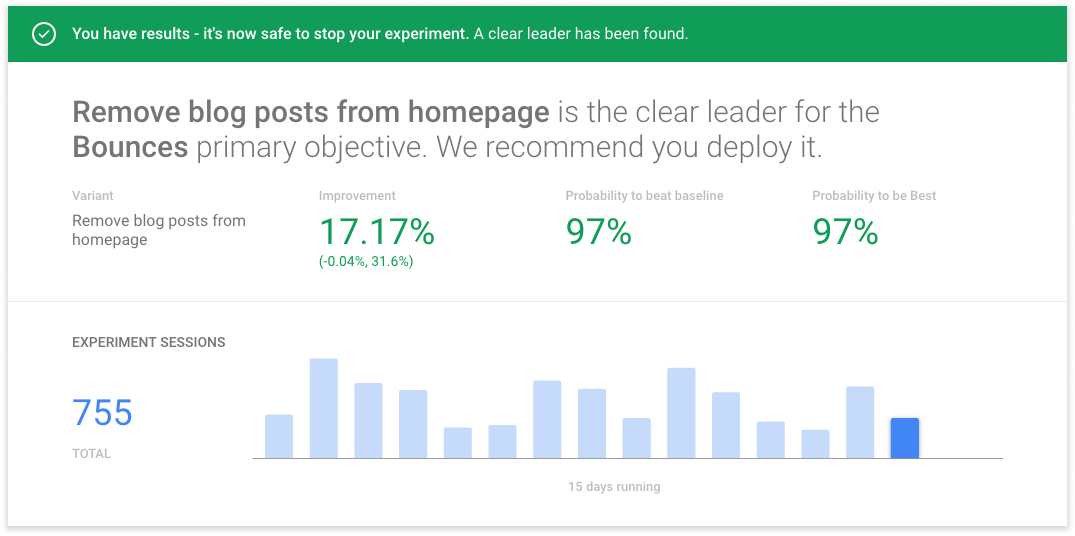 You have results - it's now safe to stop your experiment. A clear leader has been found.
Remove blog posts from homepage is the clear leader for the
Bounces primary objective. We recommend you deploy it.
Variant
Improvement
Probability to beat baseline
Probability to be Best
Remove blog posts from
homepage
17.17%
(-0.04%, 31.6%)
97%
97%
EXPERIMENT SESSIONS
755
TOTAL
15 days running